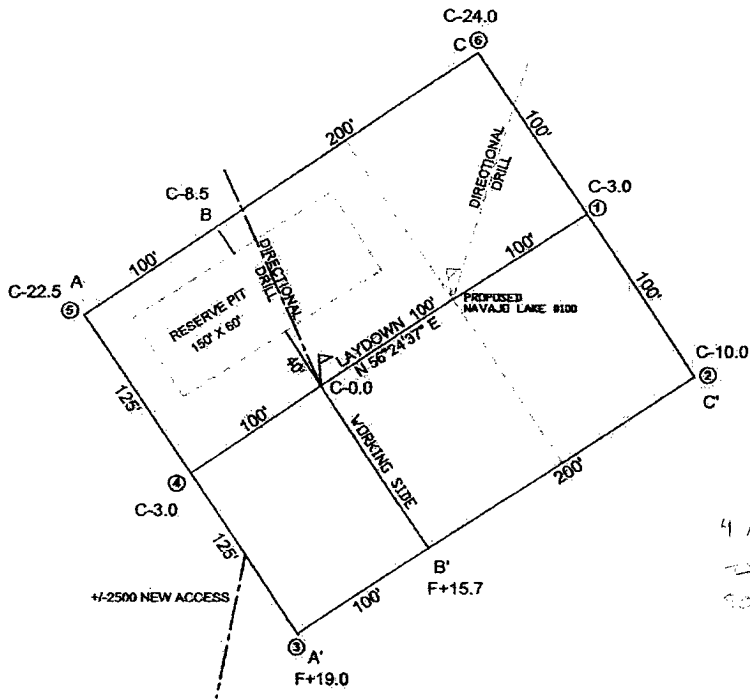 C-24.0
C 6
200'
100'
DIRECTIONAL
DRILL
C-8.5
B
C-3.0
1
100'
DIRECTIONAL
DRILL
100'
A
C-22.5
5
RESERVE PIT
150' X 60'
100'
PROPOSED
NAVAJO LAKE #100
LAYDOWN 100'
N 56°24'37" E
40'
C-0.0
C-10.0
2
C'
125'
100'
WORKING SIDE
4
C-3.0
200'
125'
B'
F+15.7
+/-2500 NEW ACCESS
100'
3
A'
F+19.0